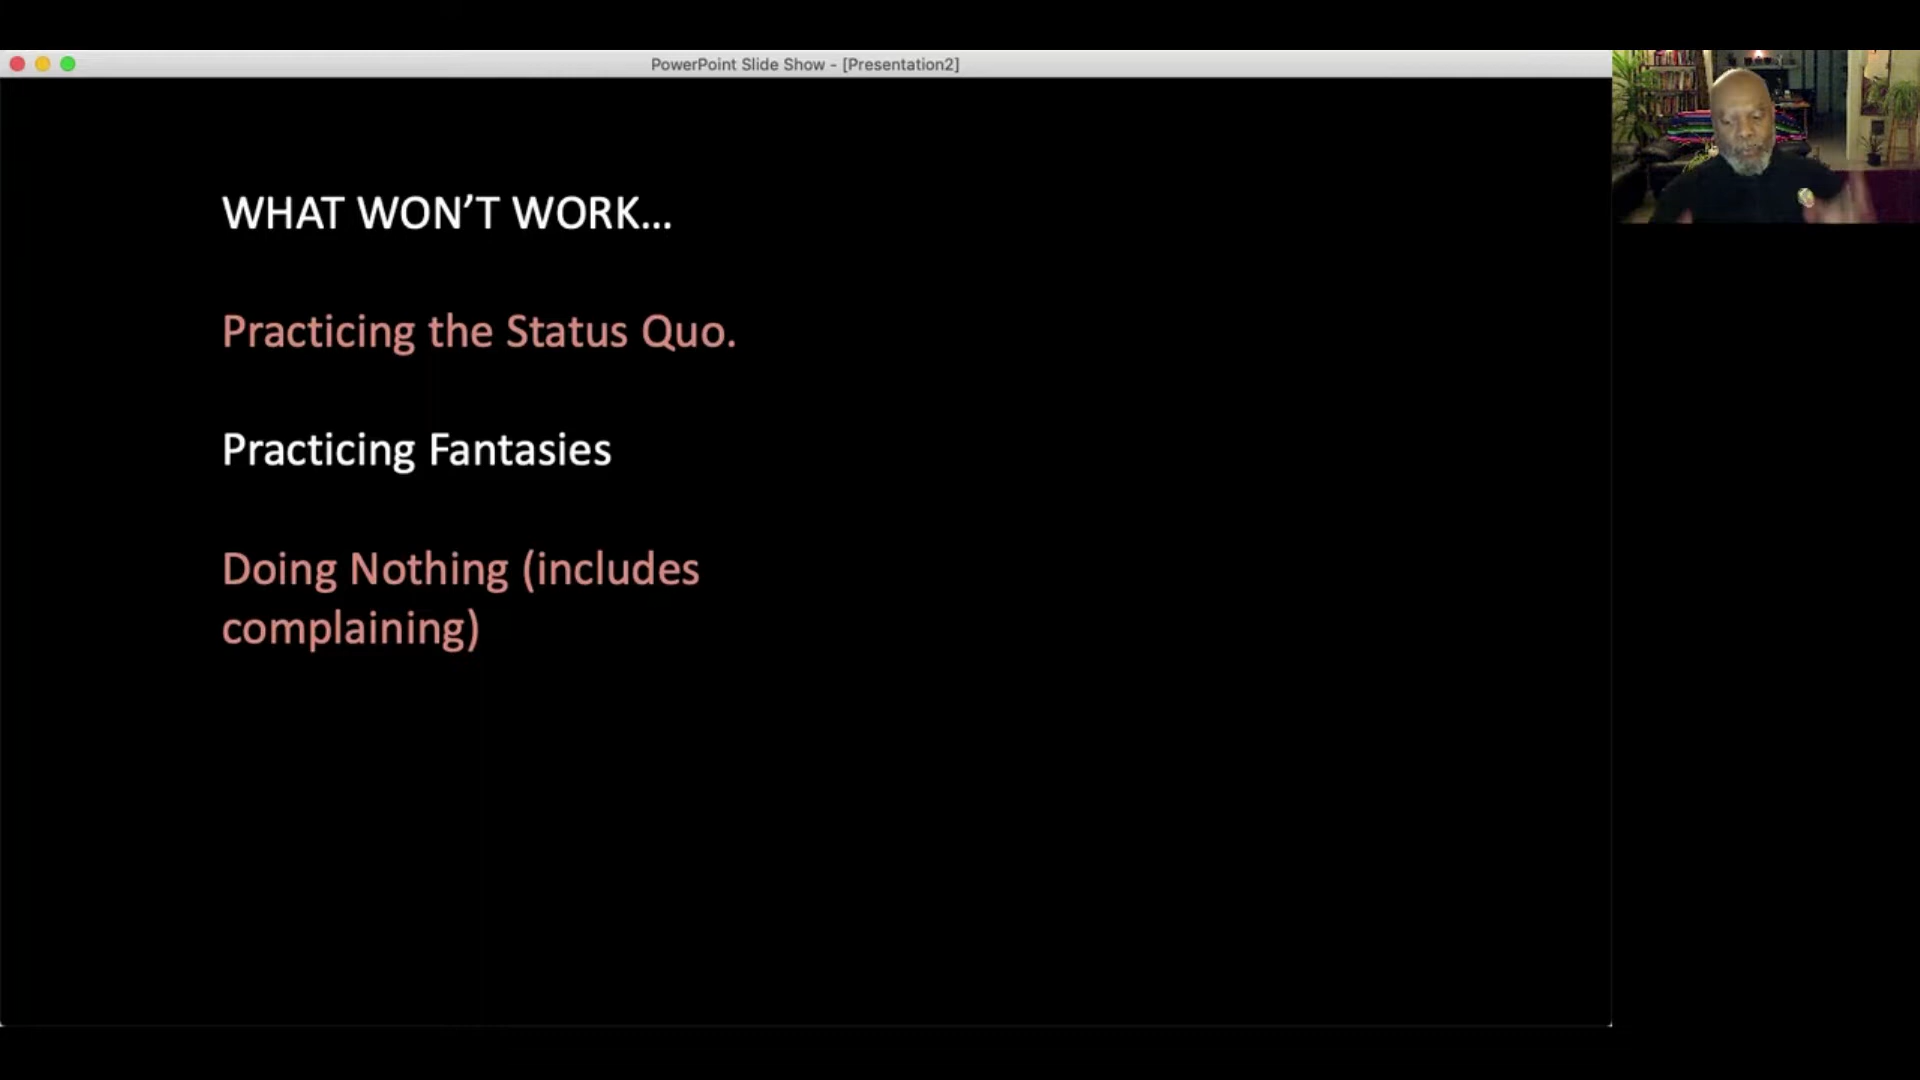 PowerPoint Slide Show - [Presentation2]
WHAT WON’T WORK...
Practicing the Status Quo.
Practicing Fantasies
Doing Nothing (includes
complaining)